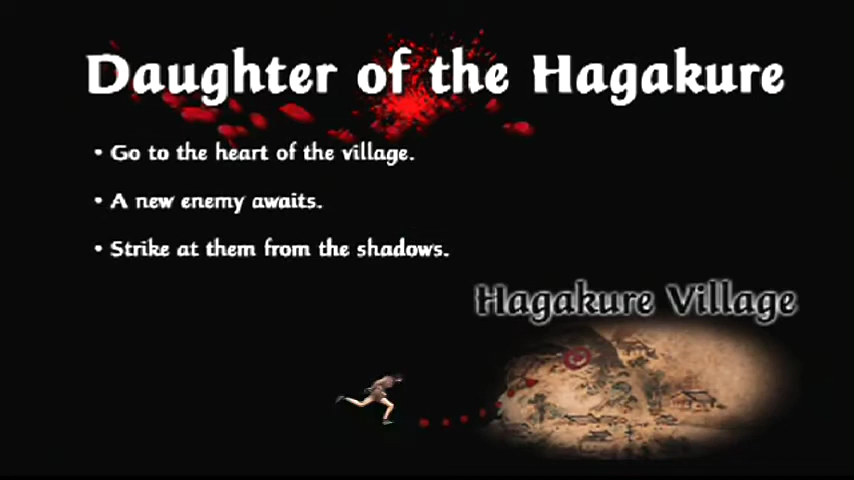 Daughter of the Hagakure
• Go to the heart of the village.
• A new enemy awaits.
• Strike at them from the shadows.
Hagakure Village